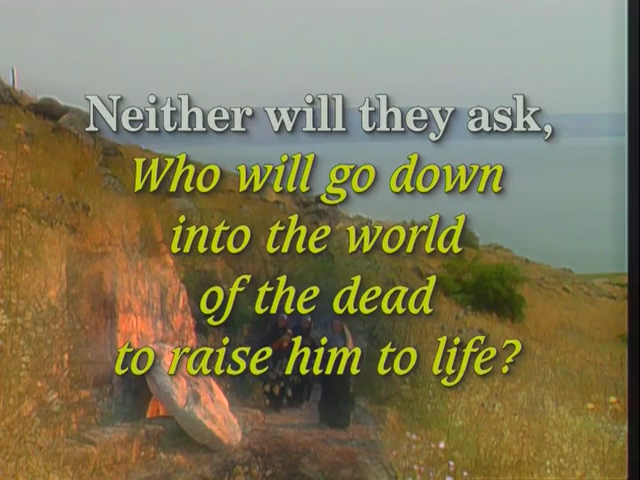 Neither will they ask,
Who will go down
into the world
of the dead
to raise him to life?